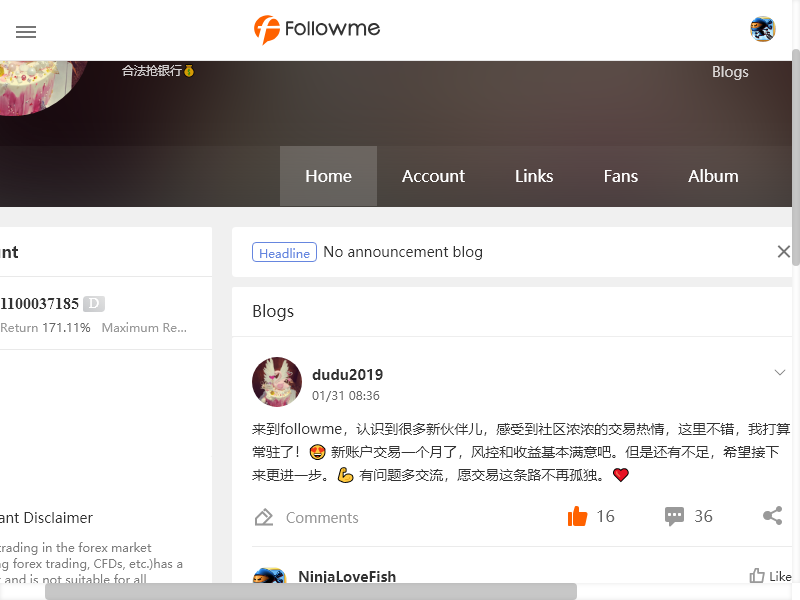 Followme
合法抢银行
Blogs
Home Account Links Fans Album
Headline No announcement blog
1100037185 D
Return 171.11% Maximum Re...
Blogs
dudu2019
01/31 08:36
来到followme，认识到很多新伙伴儿，感受到社区浓浓的交易热情，这里不错，我打算
常驻了！😍 新账户交易一个月了，风控和收益基本满意吧。但是还有不足，希望接下
来更进一步。💪 有问题多交流，愿交易这条路不再孤独。❤
Comments 16 36
Disclaimer
trading in the forex market
forex trading, CFDs, etc.)has a
and is not suitable for all
NinjaLoveFish Like